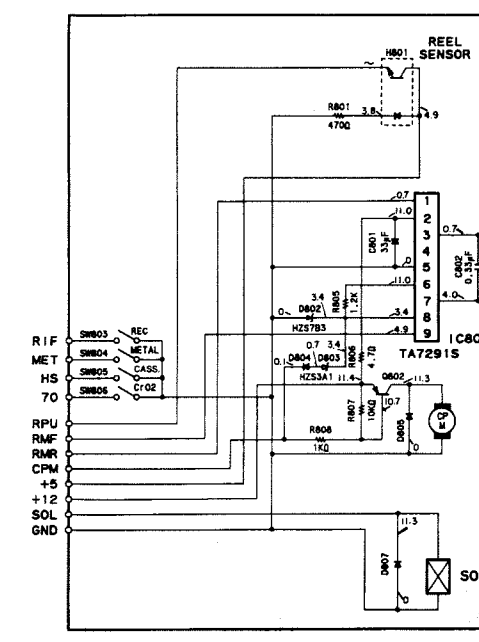 H801
REEL
SENSOR
R801
470Ω
3.8
4.9
0.7
11.0
0
11.0
3.4
4.9
1
2
3
5
6
7
8
9
0.7
4.0
C801
33µF
C802
0.33µF
IC80
TA7291S
R805
1.2K
D802
0
3.4
HZS7B3
3.4
0.7
0.1
D804
D803
HZS3A1
R806
4.7Ω
11.4
Q802
11.3
10.7
R807
10KΩ
R808
1KΩ
D805
0
CP
M
RIF
SW803
REC
MET
SW804
METAL
HS
SW805
CASS.
70
SW806
CrO2
RPU
RMF
RMR
CPM
+5
+12
SOL
GND
11.3
D807
0
SO